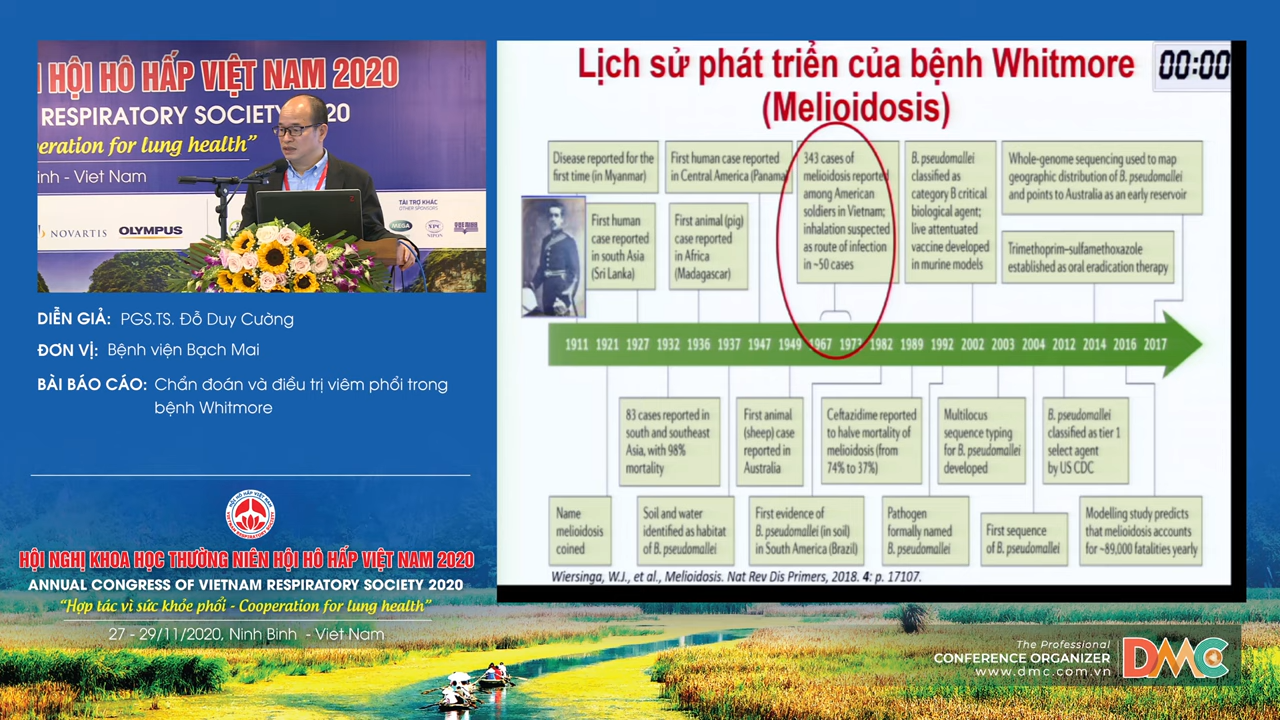 HỘI HÔ HẤP VIỆT NAM 2020
RESPIRATORY SOCIETY 2020
eration for lung health"
inh - Viet Nam
TÀI TRỢ KHÁC
OTHER SPONSORS
NOVARTIS
OLYMPUS
MEGA
NIPON
DIỄN GIẢ: PGS.TS. Đỗ Duy Cường
ĐƠN VỊ: Bệnh viện Bạch Mai
BÀI BÁO CÁO: Chẩn đoán và điều trị viêm phổi trong
bệnh Whitmore
HỘI HÔ HẤP VIỆT NAM
HỘI NGHỊ KHOA HỌC THƯỜNG NIÊN HỘI HÔ HẤP VIỆT NAM 2020
ANNUAL CONGRESS OF VIETNAM RESPIRATORY SOCIETY 2020
"Hợp tác vì sức khỏe phổi - Cooperation for lung health"
27 - 29/11/2020, Ninh Bình - Viet Nam
Lịch sử phát triển của bệnh Whitmore
(Melioidosis)
00:00
Disease reported for the
first time (in Myanmar)
First human case reported
in Central America (Panama)
343 cases of
melioidosis reported
among American
soldiers in Vietnam;
inhalation suspected
as route of infection
in ~50 cases
B. pseudomallei
classified as
category B critical
biological agent;
live attenuated
vaccine developed
in murine models
Whole-genome sequencing used to map
geographic distribution of B. pseudomallei
and points to Australia as an early reservoir
First human
case reported
in south Asia
(Sri Lanka)
First animal (pig)
case reported
in Africa
(Madagascar)
Trimethoprim–sulfamethoxazole
established as oral eradication therapy
1911 1921 1927 1932 1936 1937 1947 1949 1967 1973 1982 1989 1992 2002 2003 2004 2012 2014 2016 2017
83 cases reported in
south and southeast
Asia, with 98%
mortality
First animal
(sheep) case
reported in
Australia
Ceftazidime reported
to halve mortality of
melioidosis (from
74% to 37%)
Multilocus
sequence typing
for B. pseudomallei
developed
B. pseudomallei
classified as tier 1
select agent
by US CDC
Name
melioidosis
coined
Soil and water
identified as habitat
of B. pseudomallei
First evidence of
B. pseudomallei (in soil)
in South America (Brazil)
Pathogen
formally named
B. pseudomallei
First sequence
of B. pseudomallei
Modelling study predicts
that melioidosis accounts
for ~89,000 fatalities yearly
Wiersinga, W.J., et al., Melioidosis. Nat Rev Dis Primers, 2018. 4: p. 17107.
The Professional
CONFERENCE ORGANIZER
www.dmc.com.vn
DMC